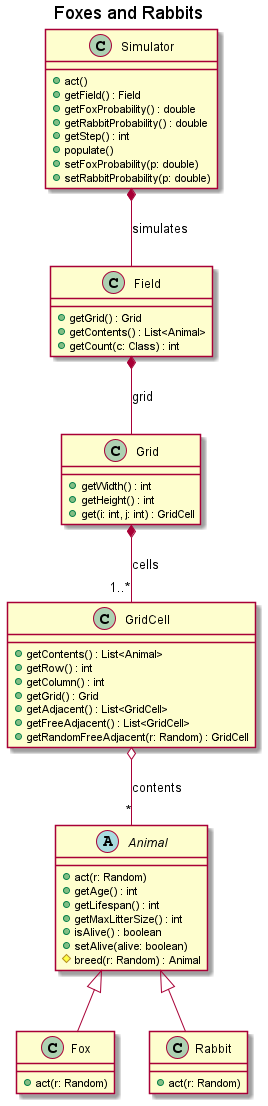 Foxes and Rabbits
C Simulator
act()
getField() : Field
getFoxProbability() : double
getRabbitProbability() : double
getStep() : int
populate()
setFoxProbability(p: double)
setRabbitProbability(p: double)
simulates
C Field
getGrid() : Grid
getContents() : List<Animal>
getCount(c: Class) : int
grid
C Grid
getWidth() : int
getHeight() : int
get(i: int, j: int) : GridCell
cells
1..*
C GridCell
getContents() : List<Animal>
getRow() : int
getColumn() : int
getGrid() : Grid
getAdjacent() : List<GridCell>
getFreeAdjacent() : List<GridCell>
getRandomFreeAdjacent(r: Random) : GridCell
contents
*
A Animal
act(r: Random)
getAge() : int
getLifespan() : int
getMaxLitterSize() : int
isAlive() : boolean
setAlive(alive: boolean)
breed(r: Random) : Animal
C Fox
act(r: Random)
C Rabbit
act(r: Random)